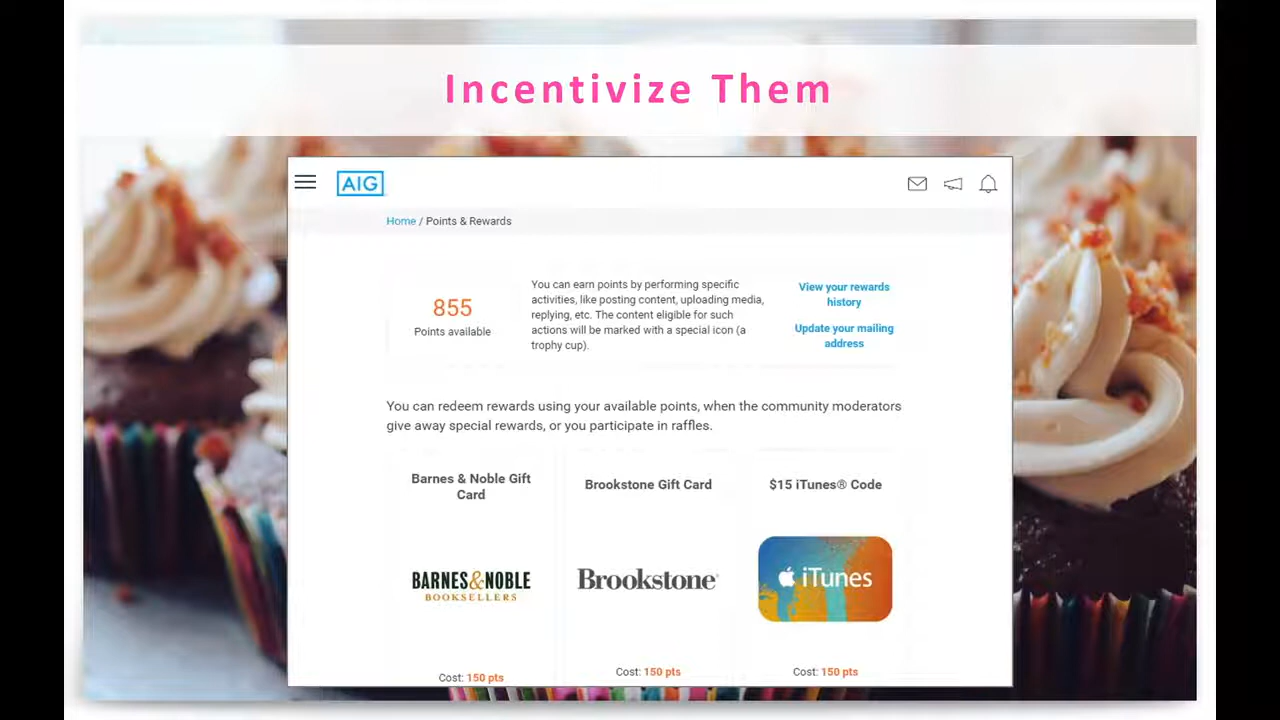 Incentivize Them
AIG
Home / Points & Rewards
855
Points available
You can earn points by performing specific
activities, like posting content, uploading media,
replying, etc. The content eligible for such
actions will be marked with a special icon (a
trophy cup).
View your rewards
history
Update your mailing
address
You can redeem rewards using your available points, when the community moderators
give away special rewards, or you participate in raffles.
Barnes & Noble Gift
Card
BARNES&NOBLE
BOOKSELLERS
Cost: 150 pts
Brookstone Gift Card
Brookstone®
Cost: 150 pts
$15 iTunes® Code
iTunes
Cost: 150 pts